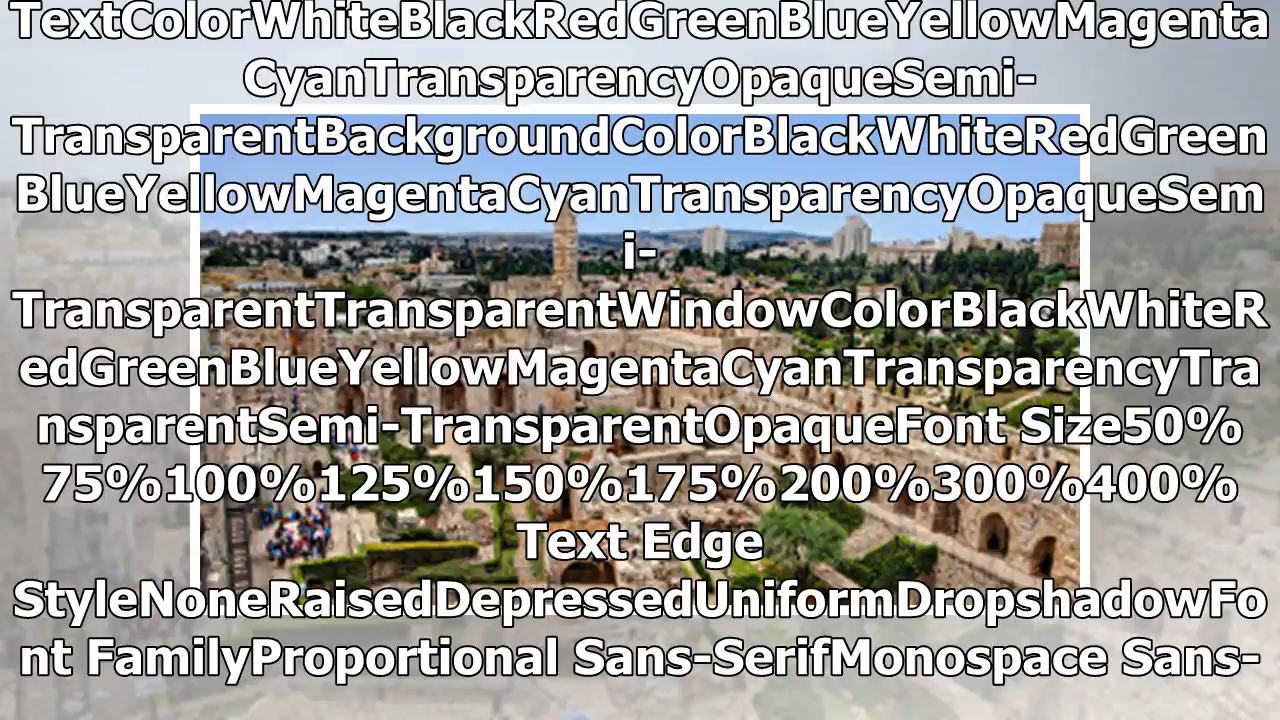 TextColorWhiteBlackRedGreenBlueYellowMagenta
CyanTransparencyOpaqueSemi-
TransparentBackgroundColorBlackWhiteRedGreen
BlueYellowMagentaCyanTransparencyOpaqueSem
i-
TransparentTransparentWindowColorBlackWhiteR
edGreenBlueYellowMagentaCyanTransparencyTra
nsparentSemi-TransparentOpaqueFont Size50%
75%100%125%150%175%200%300%400%
Text Edge
StyleNoneRaisedDepressedUniformDropshadowFo
nt FamilyProportional Sans-SerifMonospace Sans-